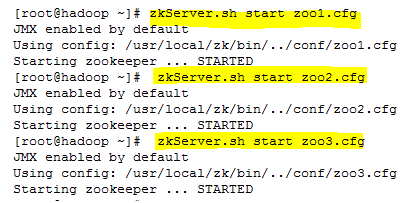 [root@hadoop ~]# zkServer.sh start zoo1.cfg
JMX enabled by default
Using config: /usr/local/zk/bin/../conf/zoo1.cfg
Starting zookeeper ... STARTED
[root@hadoop ~]#  zkServer.sh start zoo2.cfg
JMX enabled by default
Using config: /usr/local/zk/bin/../conf/zoo2.cfg
Starting zookeeper ... STARTED
[root@hadoop ~]#  zkServer.sh start zoo3.cfg
JMX enabled by default
Using config: /usr/local/zk/bin/../conf/zoo3.cfg
Starting zookeeper ... STARTED